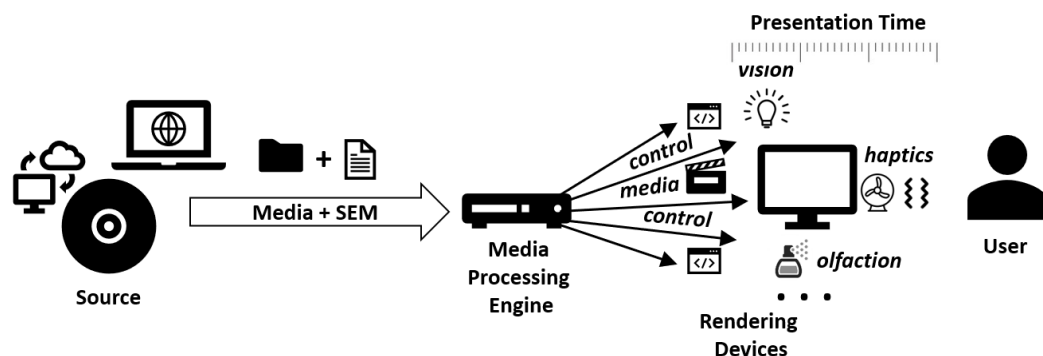 Presentation Time
vision
</>
control
haptics
+
media
Media + SEM
control
</>
olfaction
Media
Processing
Engine
User
Source
• • •
Rendering
Devices